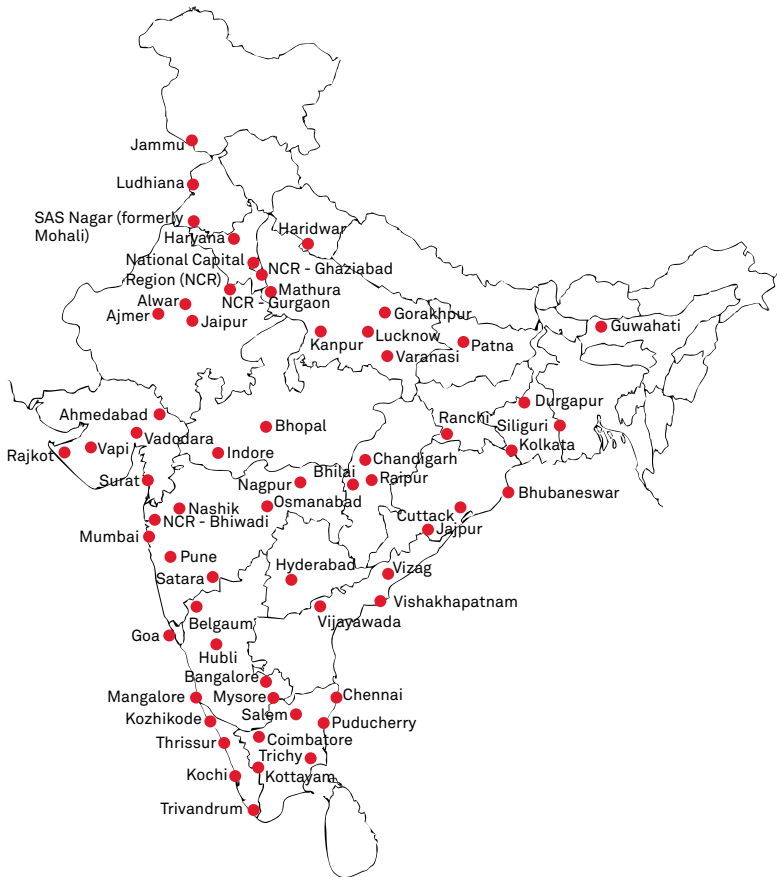 Jammu
Ludhiana
SAS Nagar (formerly
Mohali)
Haryana
Haridwar
National Capital
Region (NCR)
NCR - Ghaziabad
Mathura
NCR - Gurgaon
Alwar
Ajmer
Jaipur
Gorakhpur
Kanpur
Lucknow
Varanasi
Patna
Guwahati
Ahmedabad
Vadodara
Vapi
Rajkot
Surat
Bhopal
Indore
Durgapur
Ranchi
Siliguri
Kolkata
Chandigarh
Bhilai
Raipur
Nagpur
Osmanabad
Bhubaneswar
Cuttack
Jajpur
Nashik
NCR - Bhiwadi
Mumbai
Pune
Satara
Hyderabad
Vizag
Vishakhapatnam
Vijayawada
Belgaum
Goa
Hubli
Bangalore
Mangalore
Mysore
Chennai
Kozhikode
Salem
Puducherry
Thrissur
Coimbatore
Trichy
Kochi
Kottayam
Trivandrum